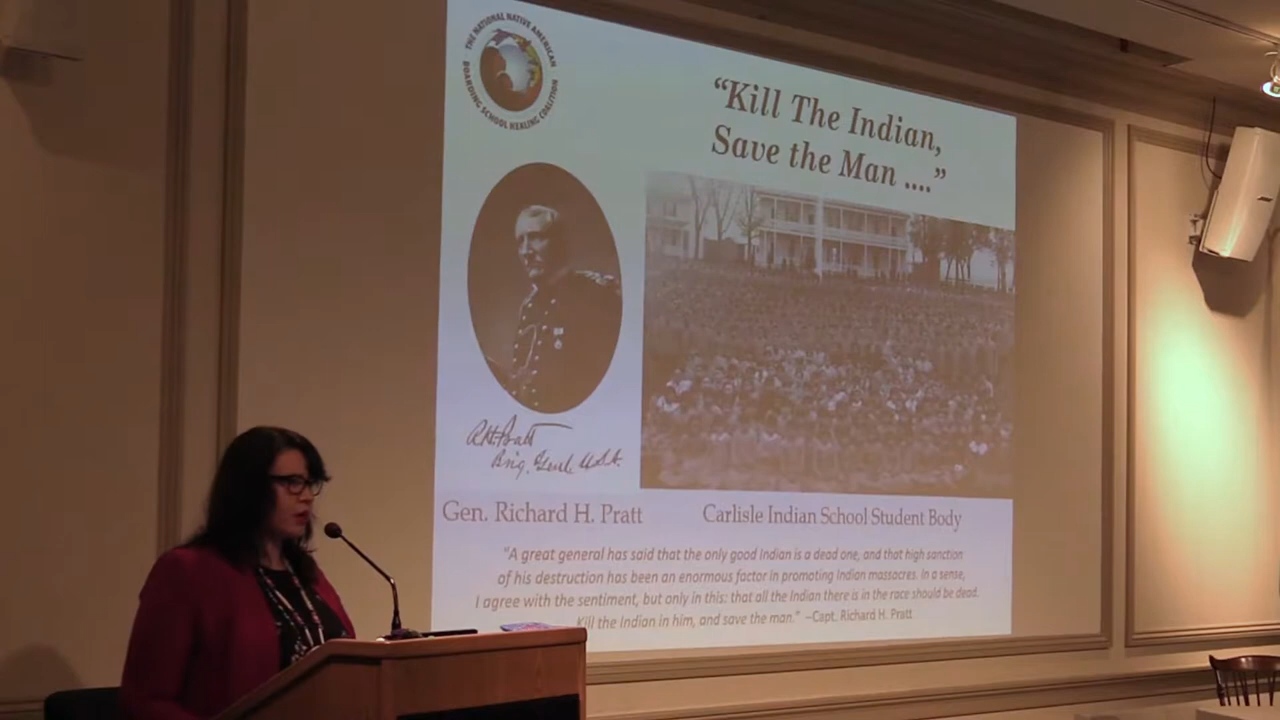 THE NATIONAL NATIVE AMERICAN
BOARDING SCHOOL HEALING COALITION
“Kill The Indian,
Save the Man ....”
R.H. Pratt
Brig. Genl. U.S.A.
Gen. Richard H. Pratt
Carlisle Indian School Student Body
"A great general has said that the only good Indian is a dead one, and that high sanction
of his destruction has been an enormous factor in promoting Indian massacres. In a sense,
I agree with the sentiment, but only in this: that all the Indian there is in the race should be dead.
Kill the Indian in him, and save the man." –Capt. Richard H. Pratt